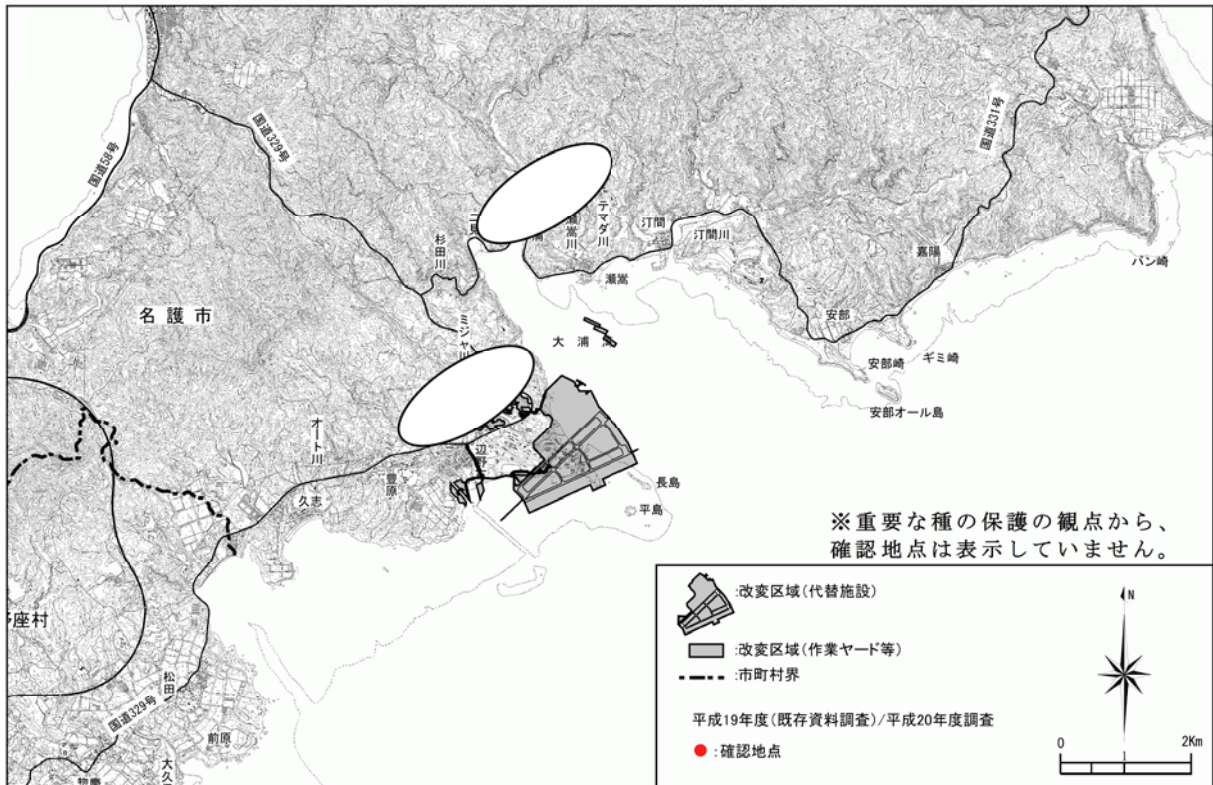 国道58号
国道329号
国道331号
杉田川
瀬嵩川
テマダ川
汀間
汀間川
嘉陽
バン崎
名護市
ミジャ川
瀬嵩
安部
大浦
安部崎
ギミ崎
安部オール島
オート川
辺野
豊原
久志
長島
平島
※重要な種の保護の観点から、
確認地点は表示していません。
座村
松田
国道329号
前原
惣慶
大久
:改変区域(代替施設)
:改変区域(作業ヤード等)
:市町村界
平成19年度(既存資料調査)/平成20年度調査
:確認地点
N
0 1 2Km